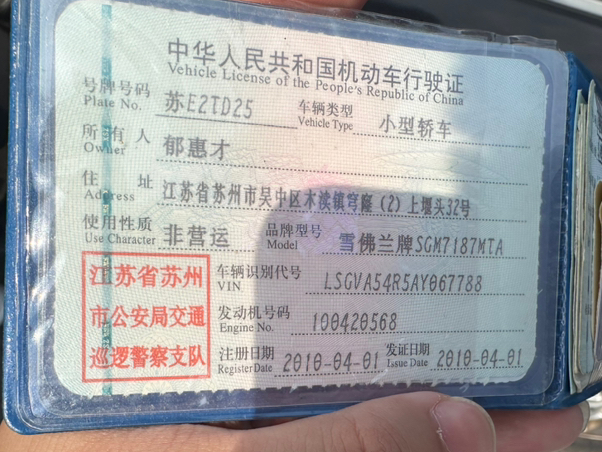 中华人民共和国机动车行驶证
Vehicle License of the People's Republic of China
号牌号码 苏E2TD25 车辆类型 小型轿车
Plate No. Vehicle Type
所有人 郁惠才
Owner
住址 江苏省苏州市吴中区木渎镇穹窿(2)上堰头32号
Address
使用性质 非营运 品牌型号 雪佛兰牌SGM7187MTA
Use Character Model
江苏省苏州
市公安局交通
巡逻警察支队
车辆识别代号 LSGVA54R5AY067788
VIN
发动机号码 100420568
Engine No.
注册日期 2010-04-01 发证日期 2010-04-01
Register Date Issue Date